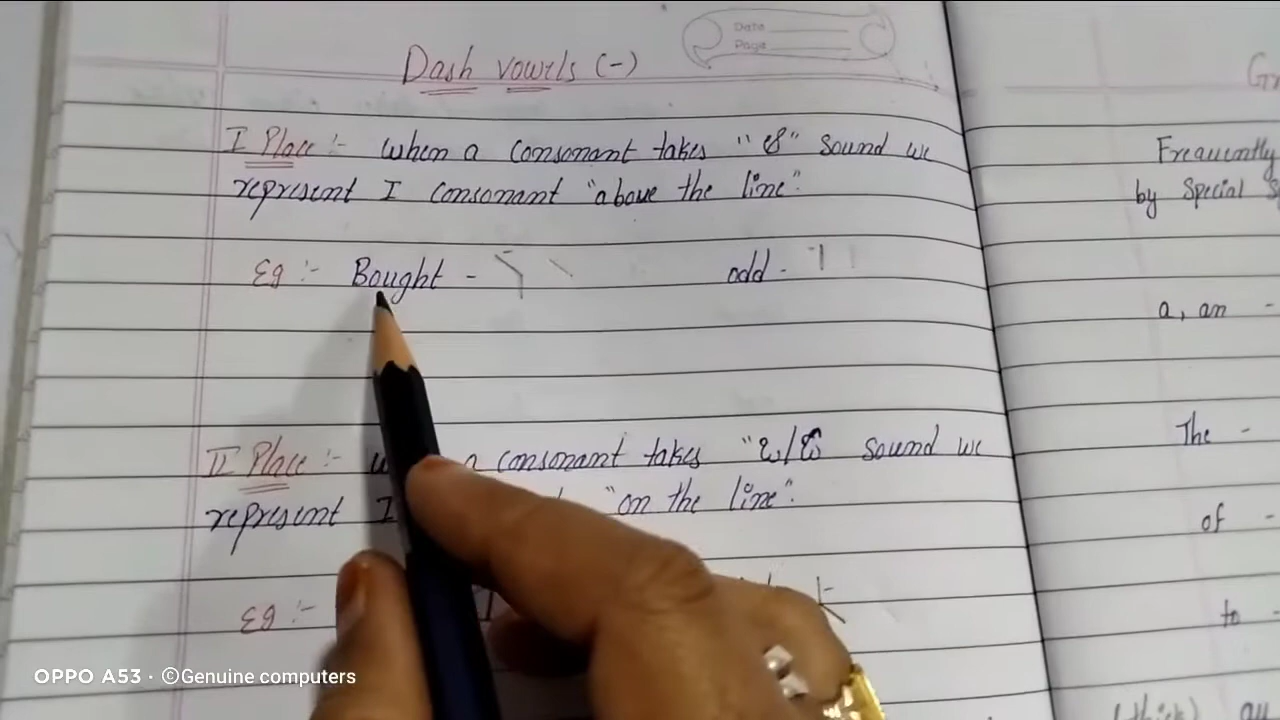 Date
Page
Dash vowels (-)
I Place :- when a consonant takes " " sound we
represent I consonant "above the line".
Eg :- Bought -
odd -
II Place :- a consonant takes " sound we
represent I "on the line".
Eg :-
Frequently
by special
a, an -
The -
of -
to -
OPPO A53 · ©Genuine computers